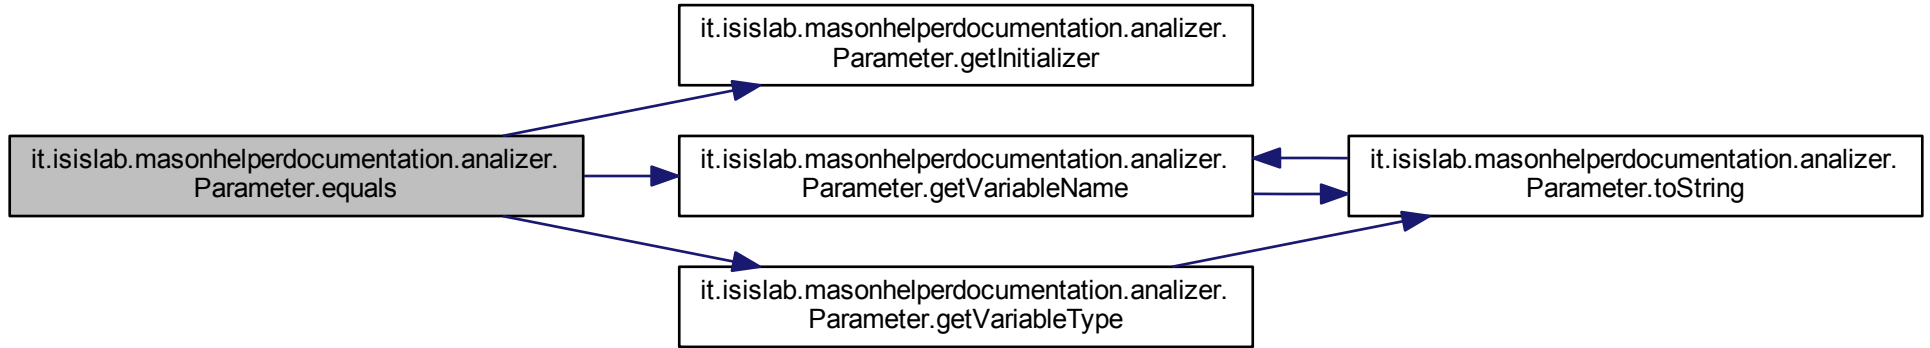 it.isislab.masonhelperdocumentation.analizer.
Parameter.equals
it.isislab.masonhelperdocumentation.analizer.
Parameter.getInitializer
it.isislab.masonhelperdocumentation.analizer.
Parameter.getVariableName
it.isislab.masonhelperdocumentation.analizer.
Parameter.getVariableType
it.isislab.masonhelperdocumentation.analizer.
Parameter.toString